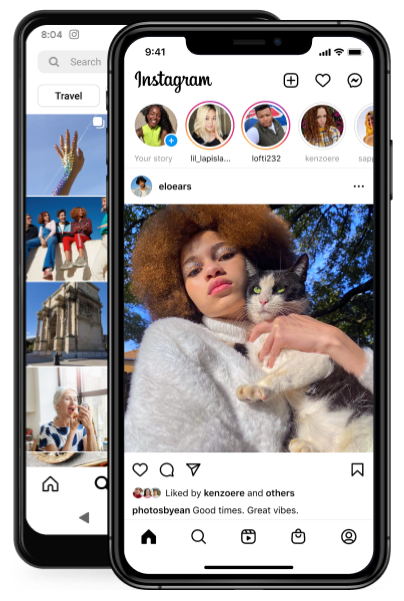 8:04
Search
Travel
9:41
Instagram
Your story
lil_lapisla...
lofti232
kenzoere
sapp
eloears
Liked by kenzoere and others
photosbyean Good times. Great vibes.